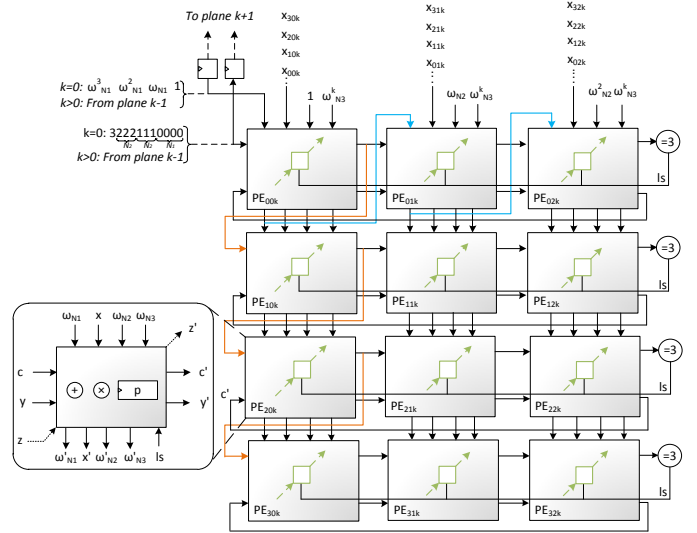 To plane k+1
x30k
x20k
x10k
x00k
x31k
x21k
x11k
x01k
x32k
x22k
x12k
x02k
k=0: ω³N1 ω²N1 ωN1 1
k>0: From plane k-1
1 ωᵏN3
ωN2 ωᵏN3
ω²N2 ωᵏN3
k=0: 322211110000
N₂ N₂ N₁
k>0: From plane k-1
=3
ls
PE00k
PE01k
PE02k
=3
ls
PE10k
PE11k
PE12k
=3
ls
PE20k
PE21k
PE22k
c'
=3
ls
PE30k
PE31k
PE32k
ωN1 x ωN2 ωN3
z'
c
+ × p
c'
y
y'
z
ω'N1 x' ω'N2 ω'N3 ls